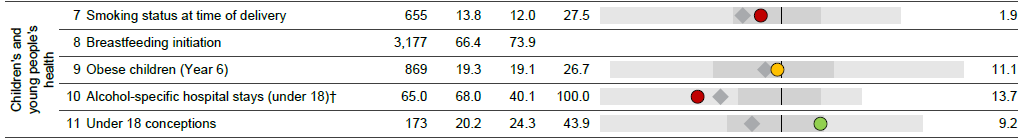 Children's and
young people's
health
7 Smoking status at time of delivery 655 13.8 12.0 27.5 1.9
8 Breastfeeding initiation 3,177 66.4 73.9
9 Obese children (Year 6) 869 19.3 19.1 26.7 11.1
10 Alcohol-specific hospital stays (under 18)† 65.0 68.0 40.1 100.0 13.7
11 Under 18 conceptions 173 20.2 24.3 43.9 9.2